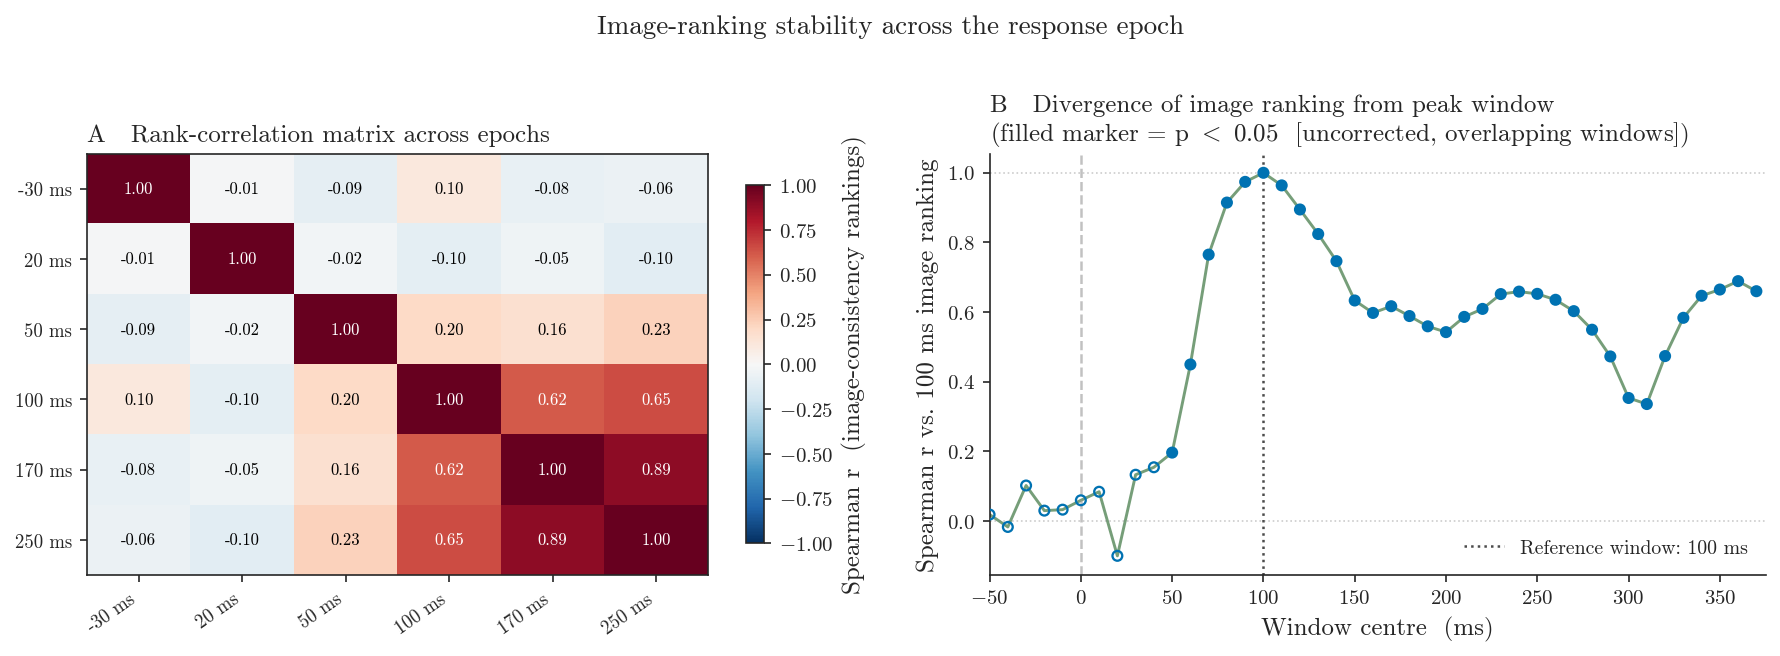 Image-ranking stability across the response epoch
A Rank-correlation matrix across epochs
-30 ms
20 ms
50 ms
100 ms
170 ms
250 ms
1.00 -0.01 -0.09 0.10 -0.08 -0.06
-0.01 1.00 -0.02 -0.10 -0.05 -0.10
-0.09 -0.02 1.00 0.20 0.16 0.23
0.10 -0.10 0.20 1.00 0.62 0.65
-0.08 -0.05 0.16 0.62 1.00 0.89
-0.06 -0.10 0.23 0.65 0.89 1.00
-30 ms 20 ms 50 ms 100 ms 170 ms 250 ms
1.00
0.75
0.50
0.25
0.00
−0.25
−0.50
−0.75
−1.00
Spearman r (image-consistency rankings)
B Divergence of image ranking from peak window
(filled marker = p < 0.05 [uncorrected, overlapping windows])
Spearman r vs. 100 ms image ranking
1.0
0.8
0.6
0.4
0.2
0.0
Reference window: 100 ms
−50 0 50 100 150 200 250 300 350
Window centre (ms)